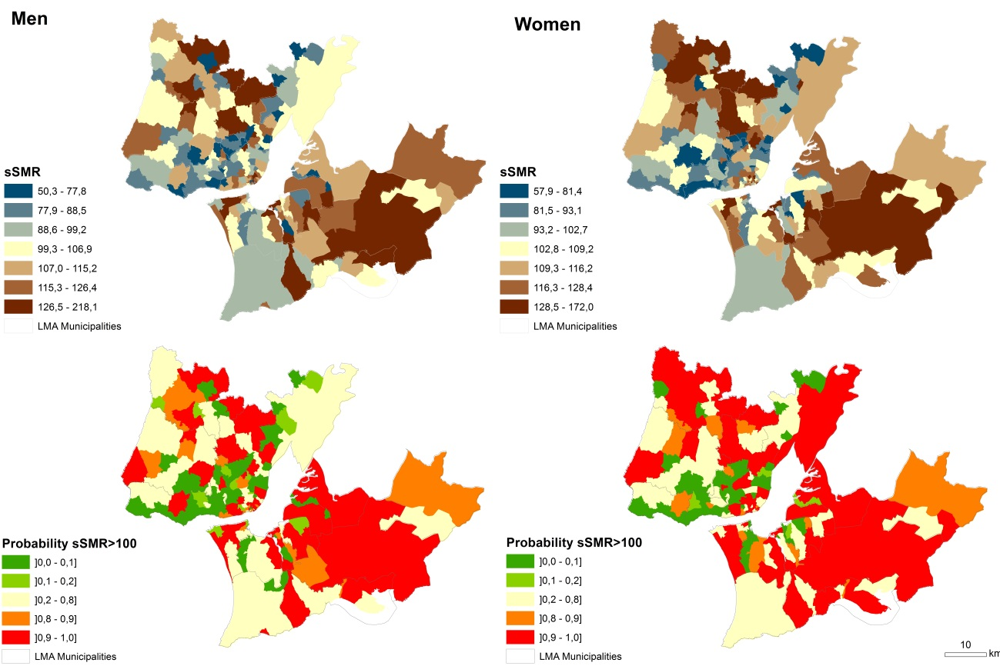 Men
Women
sSMR
50,3 - 77,8
77,9 - 88,5
88,6 - 99,2
99,3 - 106,9
107,0 - 115,2
115,3 - 126,4
126,5 - 218,1
LMA Municipalities
sSMR
57,9 - 81,4
81,5 - 93,1
93,2 - 102,7
102,8 - 109,2
109,3 - 116,2
116,3 - 128,4
128,5 - 172,0
LMA Municipalities
Probability sSMR>100
]0,0 - 0,1]
]0,1 - 0,2]
]0,2 - 0,8]
]0,8 - 0,9]
]0,9 - 1,0]
LMA Municipalities
Probability sSMR>100
]0,0 - 0,1]
]0,1 - 0,2]
]0,2 - 0,8]
]0,8 - 0,9]
]0,9 - 1,0]
LMA Municipalities
10
km